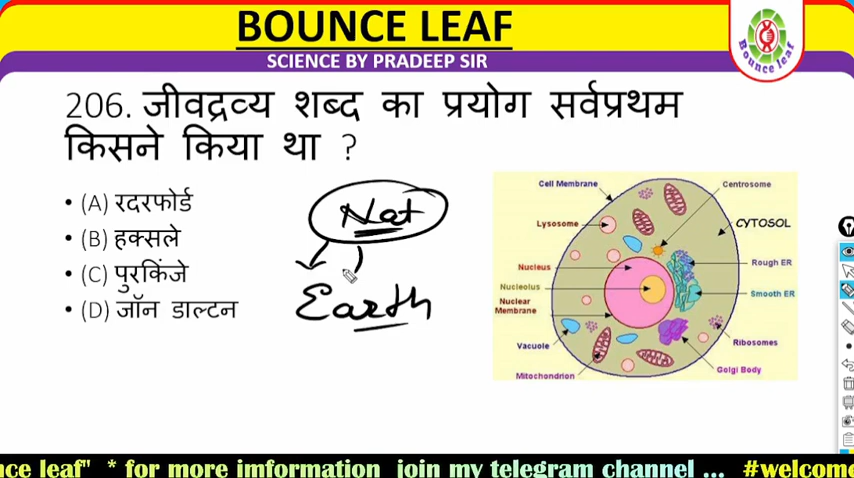 BOUNCE LEAF
SCIENCE BY PRADEEP SIR
Bounce leaf
206. जीवद्रव्य शब्द का प्रयोग सर्वप्रथम
किसने किया था ?
• (A) रदरफोर्ड
• (B) हक्सले
• (C) पुरकिंजे
• (D) जॉन डाल्टन
Not
Earth
Cell Membrane
Centrosome
Lysosome
CYTOSOL
Nucleus
Rough ER
Nucleolus
Smooth ER
Nuclear
Membrane
Vacuole
Ribosomes
Mitochondrion
Golgi Body
nce leaf" * for more imformation join my telegram channel ... #welcome